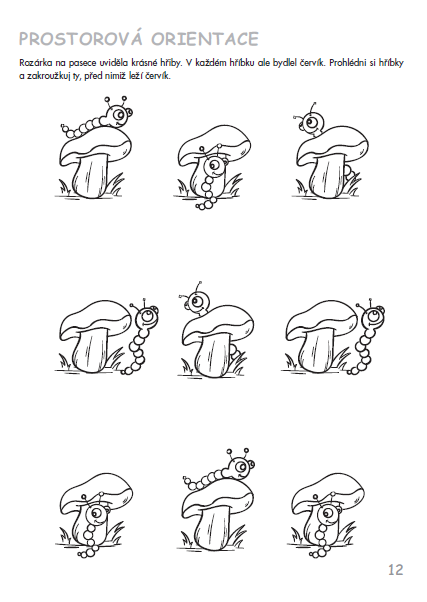 PROSTOROVÁ ORIENTACE
Rozárka na pasece uviděla krásné hřiby. V každém hříbku ale bydlel červík. Prohlédni si hříbky
a zakroužkuj ty, před nimiž leží červík.
12